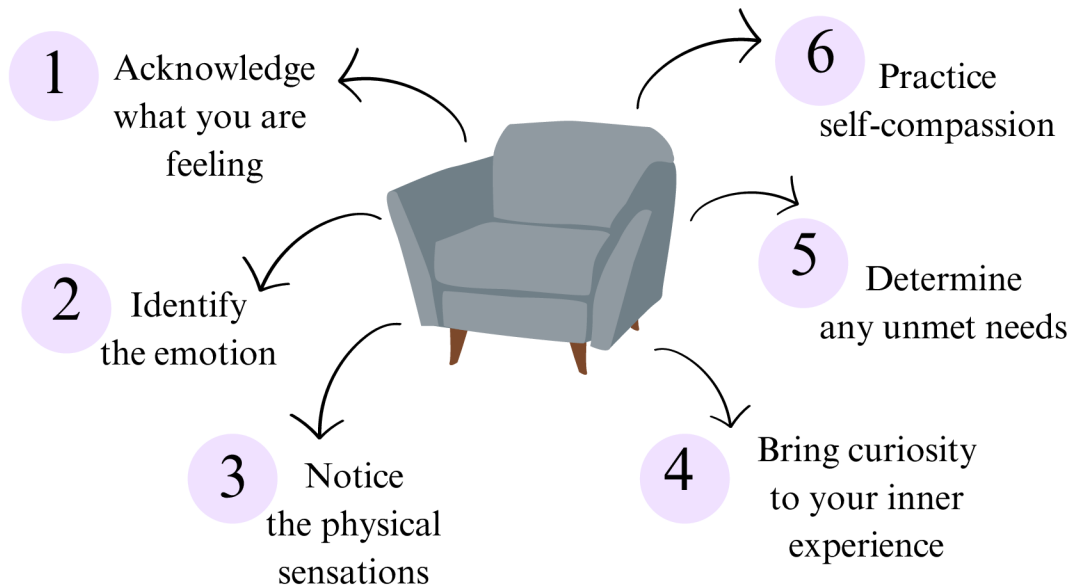 1
Acknowledge
what you are
feeling
2
Identify
the emotion
3
Notice
the physical
sensations
4
Bring curiosity
to your inner
experience
5
Determine
any unmet needs
6
Practice
self-compassion